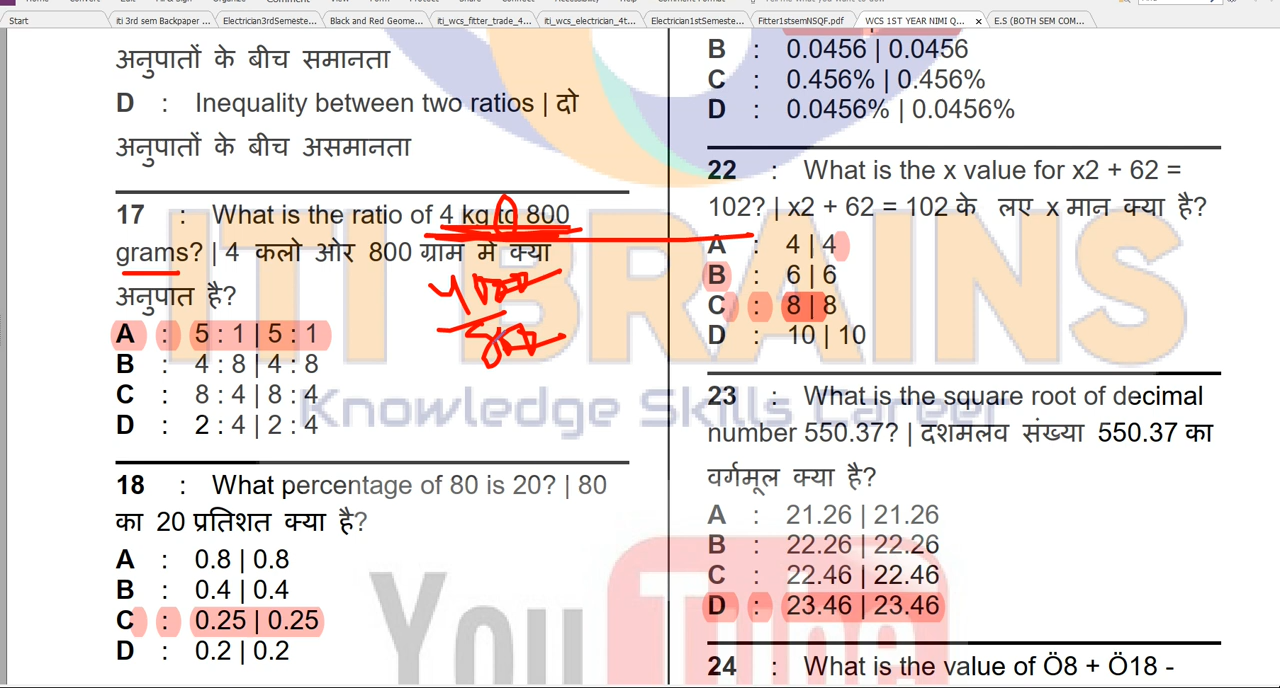 Start
iti 3rd sem Backpaper ...
Electrician3rdSemeste...
Black and Red Geome...
iti_wcs_fitter_trade_4...
iti_wcs_electrician_4t...
Electrician1stSemeste...
Fitter1stsemNSQF.pdf
WCS 1ST YEAR NIMI Q...
E.S (BOTH SEM COM...
अनुपातों के बीच समानता
D : Inequality between two ratios | दो
अनुपातों के बीच असमानता
17 : What is the ratio of 4 kg to 800
grams? | 4 कलो ओर 800 ग्राम मे क्या
अनुपात है?
A : 5 : 1 | 5 : 1
B : 4 : 8 | 4 : 8
C : 8 : 4 | 8 : 4
D : 2 : 4 | 2 : 4
4000
800
18 : What percentage of 80 is 20? | 80
का 20 प्रतिशत क्या है?
A : 0.8 | 0.8
B : 0.4 | 0.4
C : 0.25 | 0.25
D : 0.2 | 0.2
B : 0.0456 | 0.0456
C : 0.456% | 0.456%
D : 0.0456% | 0.0456%
22 : What is the x value for x2 + 62 =
102? | x2 + 62 = 102 के लए x मान क्या है?
A : 4 | 4
B : 6 | 6
C : 8 | 8
D : 10 | 10
23 : What is the square root of decimal
number 550.37? | दशमलव संख्या 550.37 का
वर्गमूल क्या है?
A : 21.26 | 21.26
B : 22.26 | 22.26
C : 22.46 | 22.46
D : 23.46 | 23.46
24 : What is the value of Ö8 + Ö18 -
ITI BRAINS
Knowledge Skills Career
You Tube